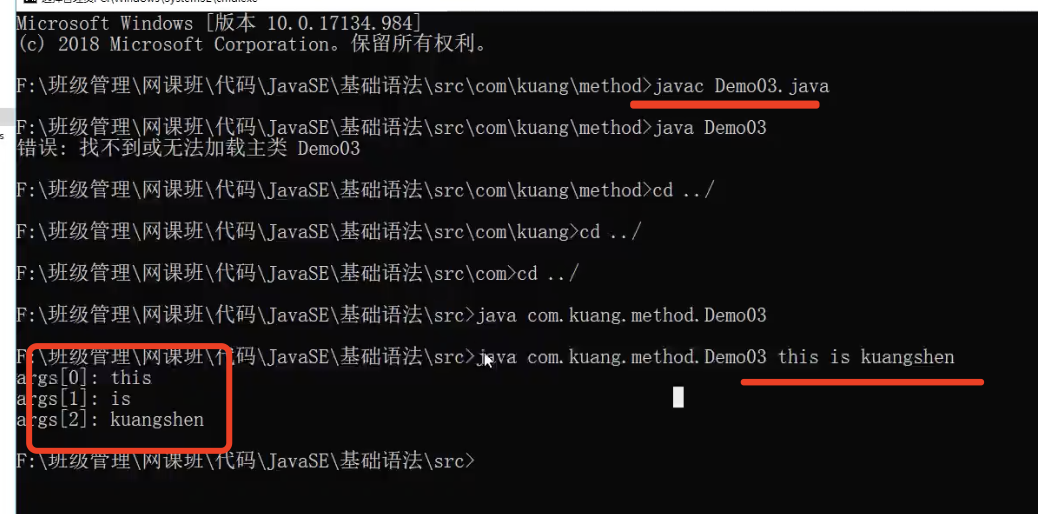 Microsoft Windows [版本 10.0.17134.984]
(c) 2018 Microsoft Corporation。保留所有权利。
F:\班级管理\网课班\代码\JavaSE\基础语法\src\com\kuang\method>javac Demo03.java
F:\班级管理\网课班\代码\JavaSE\基础语法\src\com\kuang\method>java Demo03
错误: 找不到或无法加载主类 Demo03
F:\班级管理\网课班\代码\JavaSE\基础语法\src\com\kuang\method>cd ../
F:\班级管理\网课班\代码\JavaSE\基础语法\src\com\kuang>cd ../
F:\班级管理\网课班\代码\JavaSE\基础语法\src\com>cd ../
F:\班级管理\网课班\代码\JavaSE\基础语法\src>java com.kuang.method.Demo03
F:\班级管理\网课班\代码\JavaSE\基础语法\src>java com.kuang.method.Demo03 this is kuangshen
args[0]: this
args[1]: is
args[2]: kuangshen
F:\班级管理\网课班\代码\JavaSE\基础语法\src>